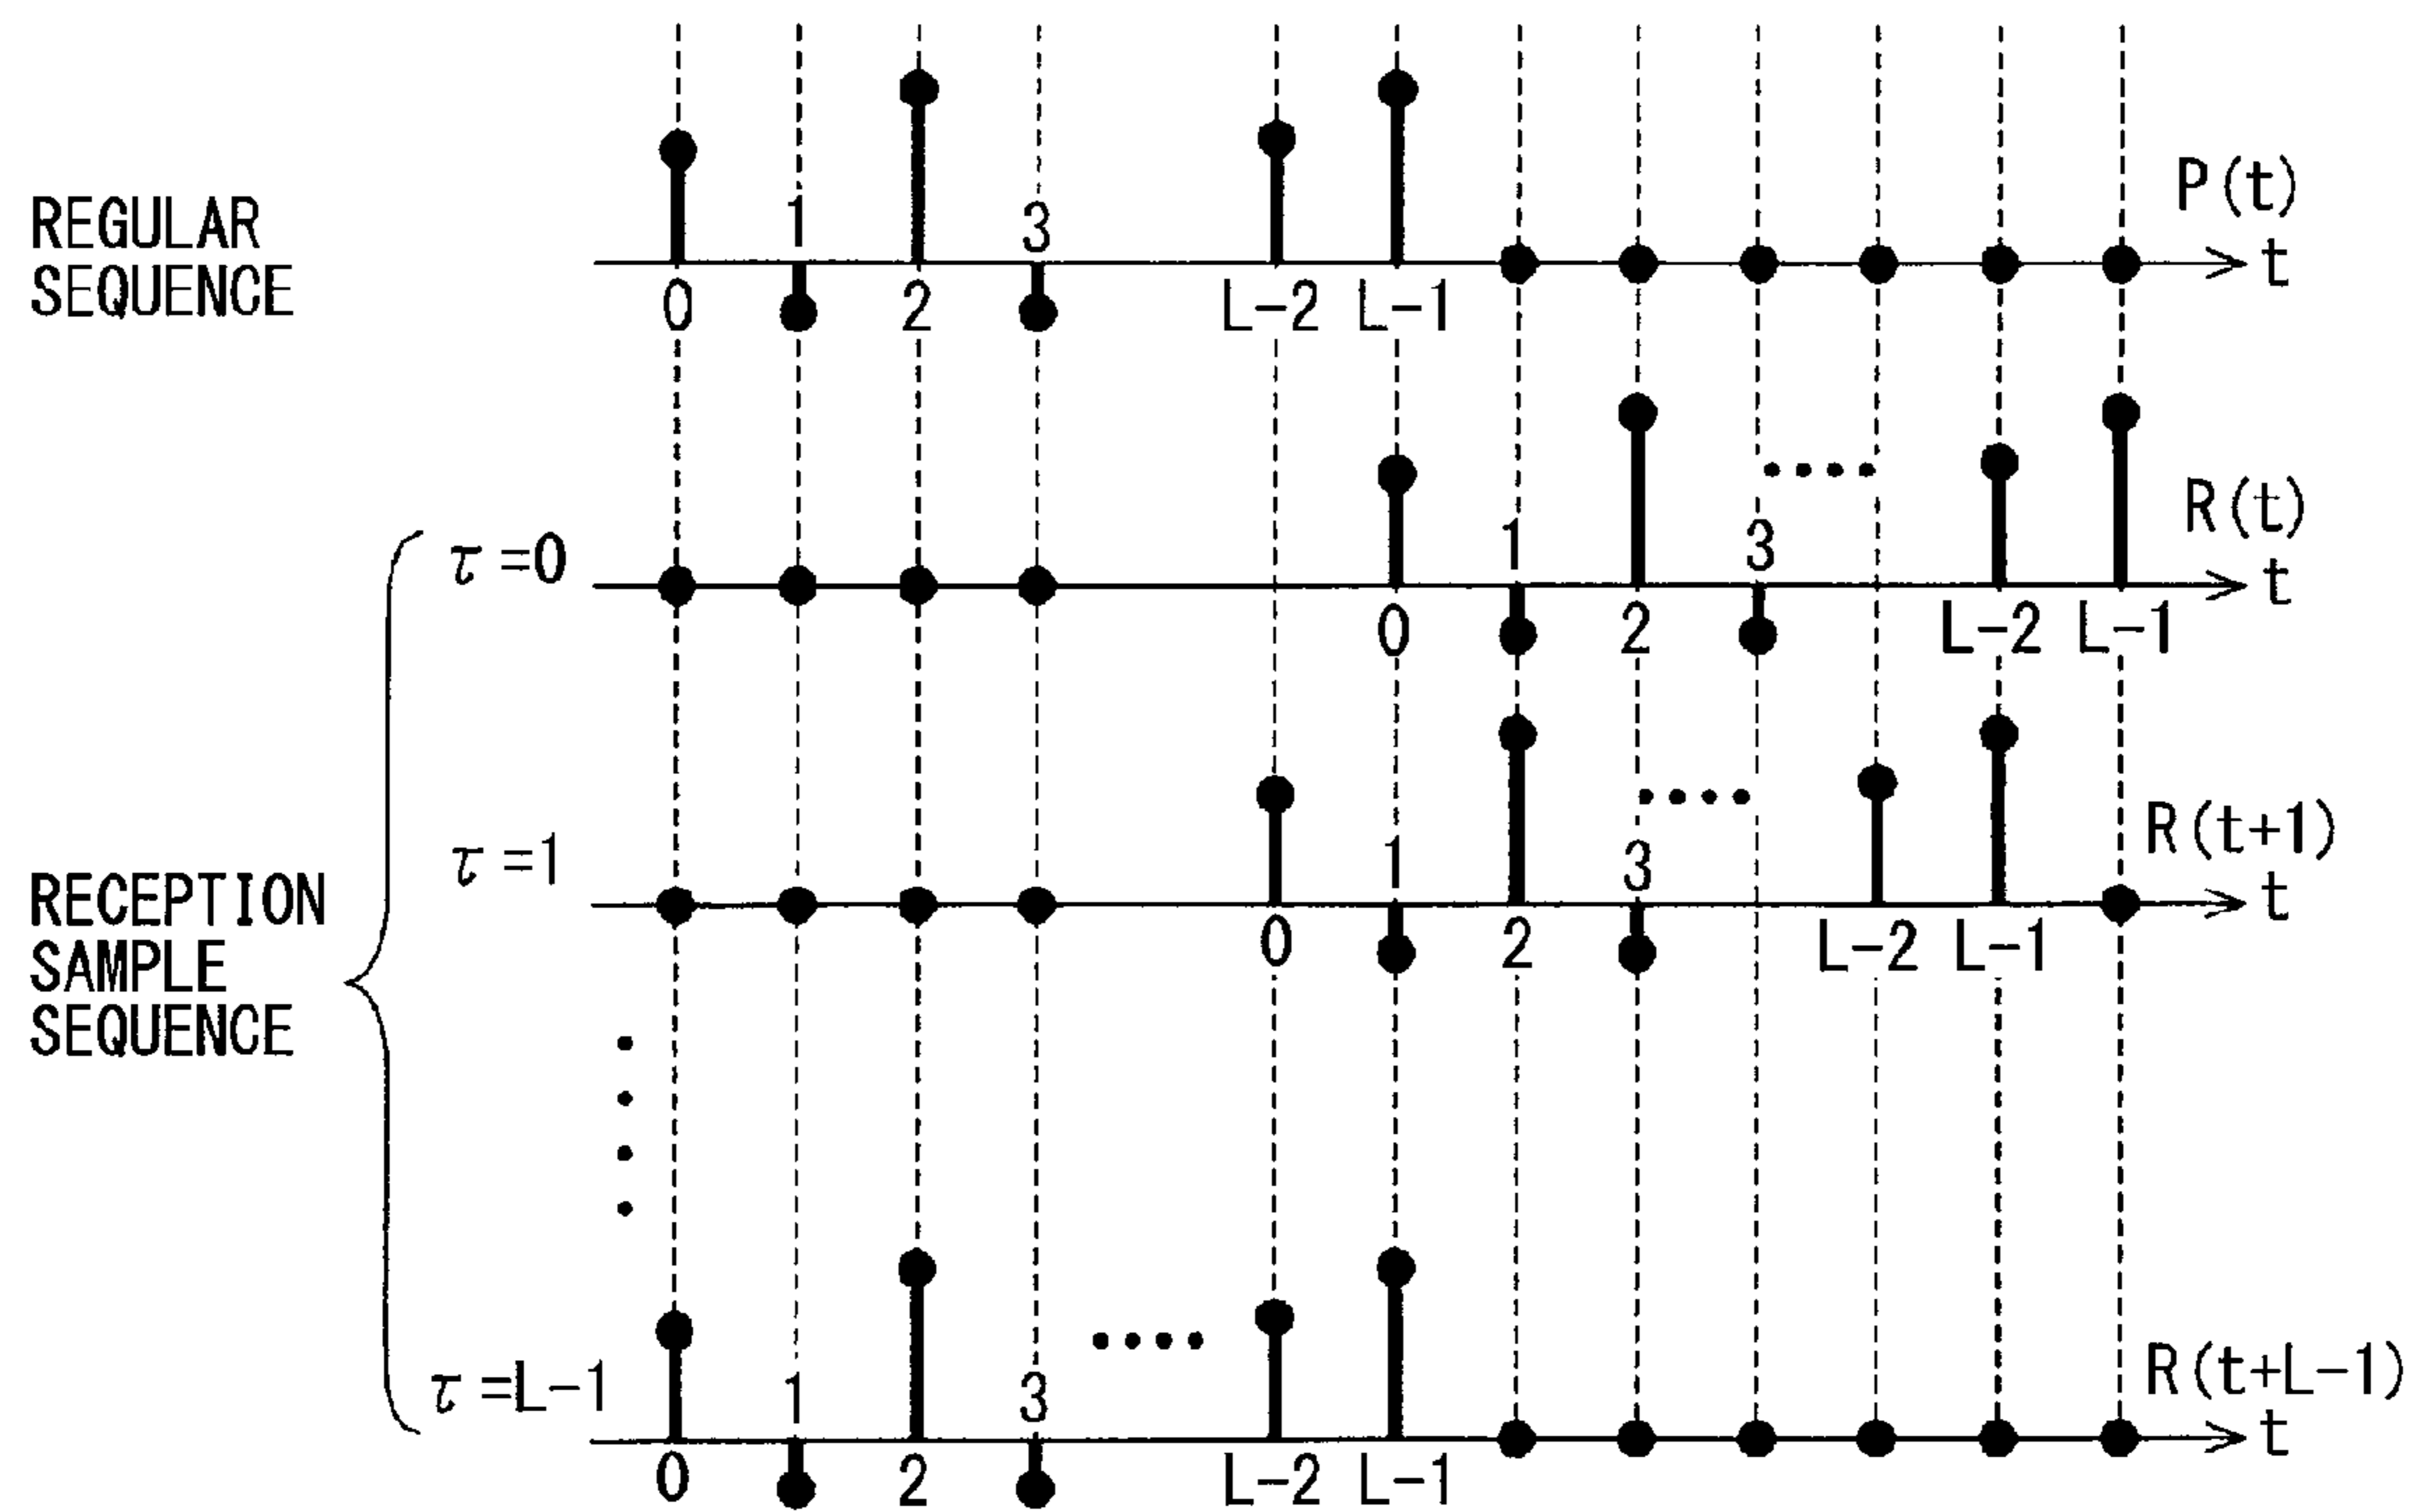 REGULAR
SEQUENCE
P(t)
1 3
0 2 L-2 L-1 t
R(t)
τ=0 1 3
0 2 L-2 L-1 t
R(t+1)
τ=1 1 3
0 2 L-2 L-1 t
RECEPTION
SAMPLE
SEQUENCE
R(t+L-1)
τ=L-1 1 3
0 2 L-2 L-1 t